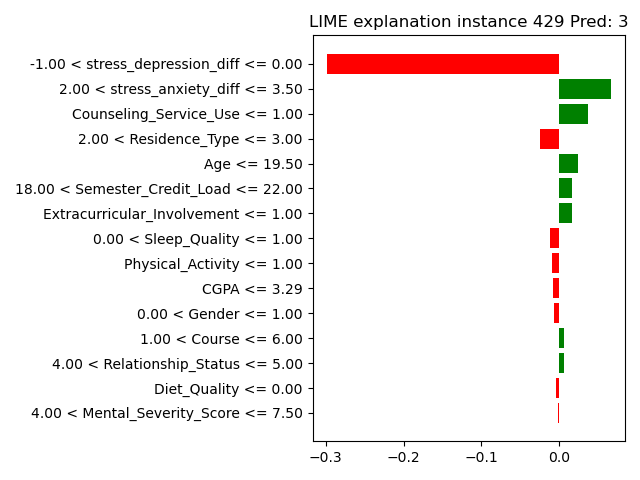 LIME explanation instance 429 Pred: 3
-1.00 < stress_depression_diff <= 0.00
2.00 < stress_anxiety_diff <= 3.50
Counseling_Service_Use <= 1.00
2.00 < Residence_Type <= 3.00
Age <= 19.50
18.00 < Semester_Credit_Load <= 22.00
Extracurricular_Involvement <= 1.00
0.00 < Sleep_Quality <= 1.00
Physical_Activity <= 1.00
CGPA <= 3.29
0.00 < Gender <= 1.00
1.00 < Course <= 6.00
4.00 < Relationship_Status <= 5.00
Diet_Quality <= 0.00
4.00 < Mental_Severity_Score <= 7.50
−0.3 −0.2 −0.1 0.0